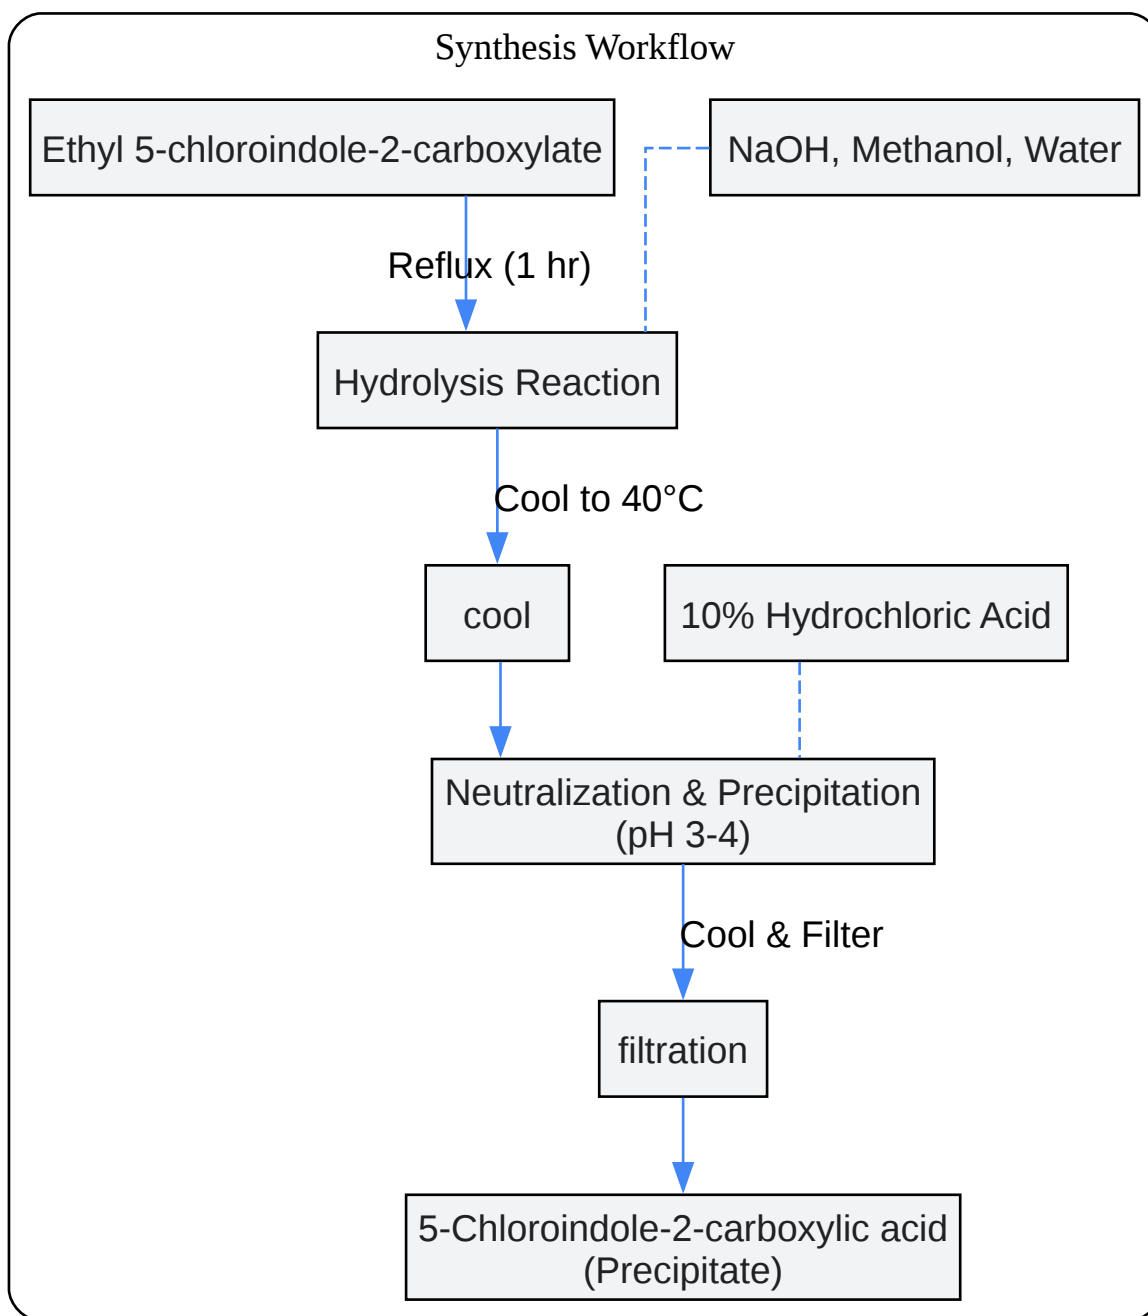 Synthesis Workflow
Ethyl 5-chloroindole-2-carboxylate
NaOH, Methanol, Water
Reflux (1 hr)
Hydrolysis Reaction
Cool to 40°C
cool
10% Hydrochloric Acid
Neutralization & Precipitation
(pH 3-4)
Cool & Filter
filtration
5-Chloroindole-2-carboxylic acid
(Precipitate)